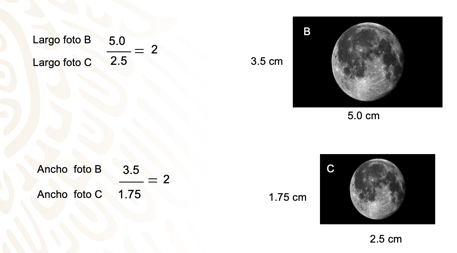 Largo foto B
Largo foto C
5.0
2.5
= 2
B
3.5 cm
5.0 cm
Ancho foto B
Ancho foto C
3.5
1.75
= 2
C
1.75 cm
2.5 cm